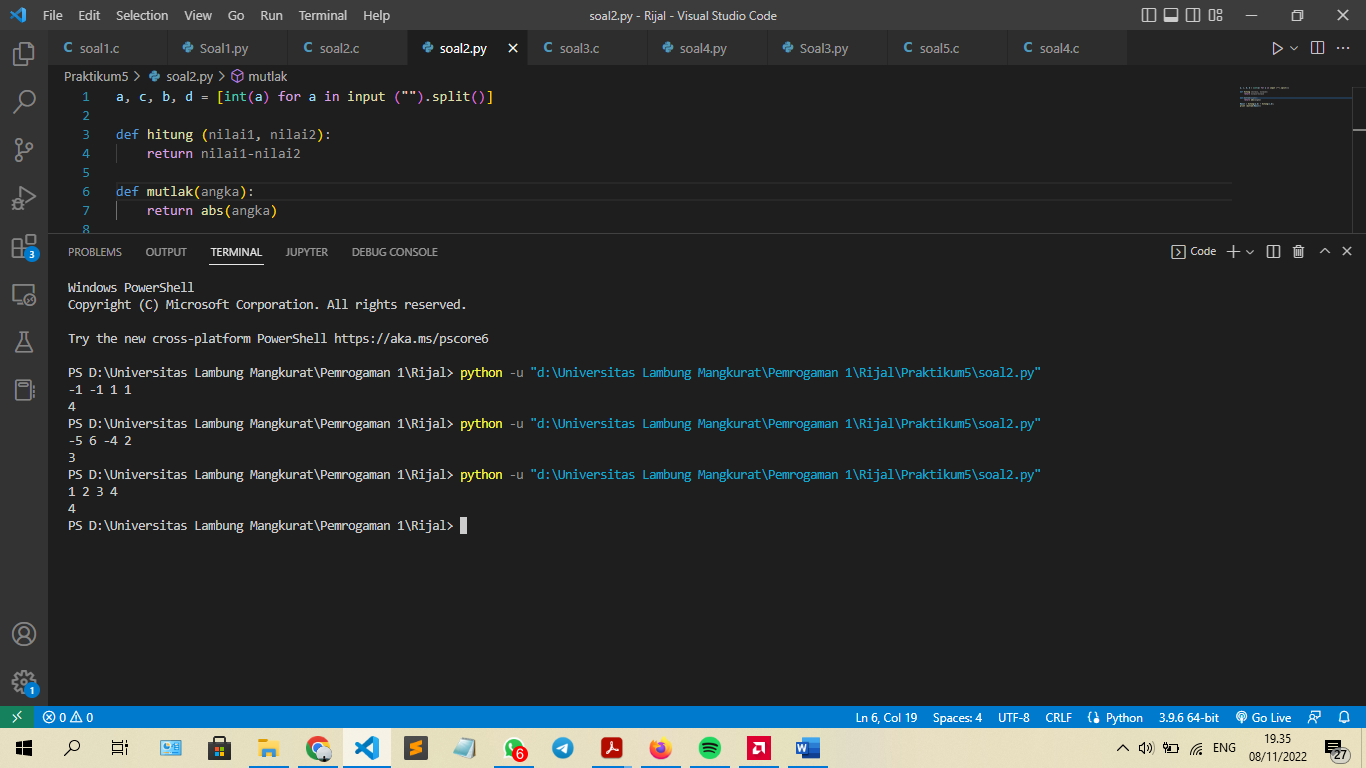 File Edit Selection View Go Run Terminal Help soal2.py - Rijal - Visual Studio Code
soal1.c Soal1.py soal2.c soal2.py soal3.c soal4.py Soal3.py soal5.c soal4.c
Praktikum5 > soal2.py > mutlak
1 a, c, b, d = [int(a) for a in input ("").split()]
2
3 def hitung (nilai1, nilai2):
4 return nilai1-nilai2
5
6 def mutlak(angka):
7 return abs(angka)
8
PROBLEMS OUTPUT TERMINAL JUPYTER DEBUG CONSOLE Code
Windows PowerShell
Copyright (C) Microsoft Corporation. All rights reserved.
Try the new cross-platform PowerShell https://aka.ms/pscore6
PS D:\Universitas Lambung Mangkurat\Pemrogaman 1\Rijal> python -u "d:\Universitas Lambung Mangkurat\Pemrogaman 1\Rijal\Praktikum5\soal2.py"
-1 -1 1 1
4
PS D:\Universitas Lambung Mangkurat\Pemrogaman 1\Rijal> python -u "d:\Universitas Lambung Mangkurat\Pemrogaman 1\Rijal\Praktikum5\soal2.py"
-5 6 -4 2
3
PS D:\Universitas Lambung Mangkurat\Pemrogaman 1\Rijal> python -u "d:\Universitas Lambung Mangkurat\Pemrogaman 1\Rijal\Praktikum5\soal2.py"
1 2 3 4
4
PS D:\Universitas Lambung Mangkurat\Pemrogaman 1\Rijal>
3
1
0 0 Ln 6, Col 19 Spaces: 4 UTF-8 CRLF Python 3.9.6 64-bit Go Live
6 ENG 19.35
08/11/2022 27